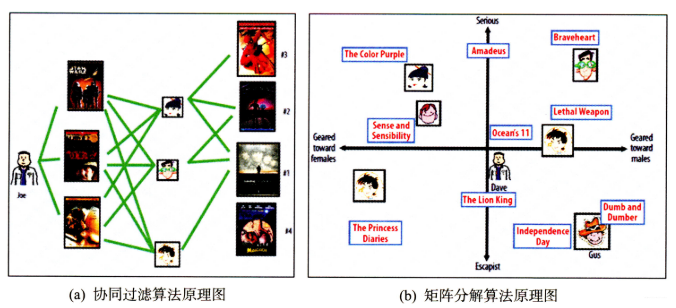 #3
STAR
WARS
#2
#1
Joe
#4
(a) 协同过滤算法原理图
Serious
Braveheart
The Color Purple
Amadeus
Lethal Weapon
Sense and
Sensibility
Ocean's 11
Geared
toward
females
Geared
toward
males
Dave
The Lion King
Dumb and
Dumber
The Princess
Diaries
Independence
Day
Gus
Escapist
(b) 矩阵分解算法原理图